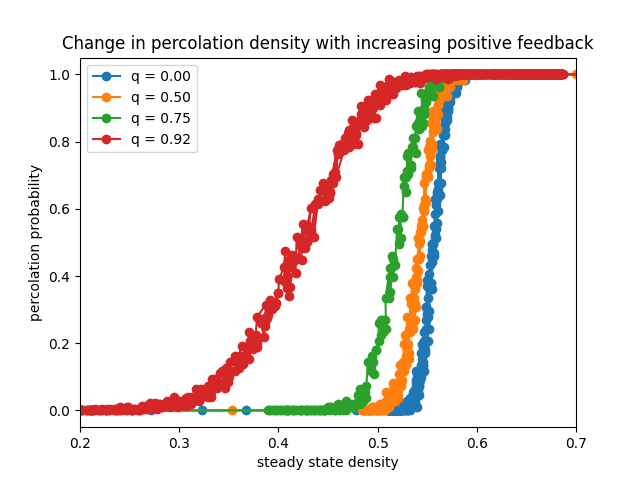 Change in percolation density with increasing positive feedback
1.0
0.8
0.6
0.4
0.2
0.0
percolation probability
q = 0.00
q = 0.50
q = 0.75
q = 0.92
0.2 0.3 0.4 0.5 0.6 0.7
steady state density